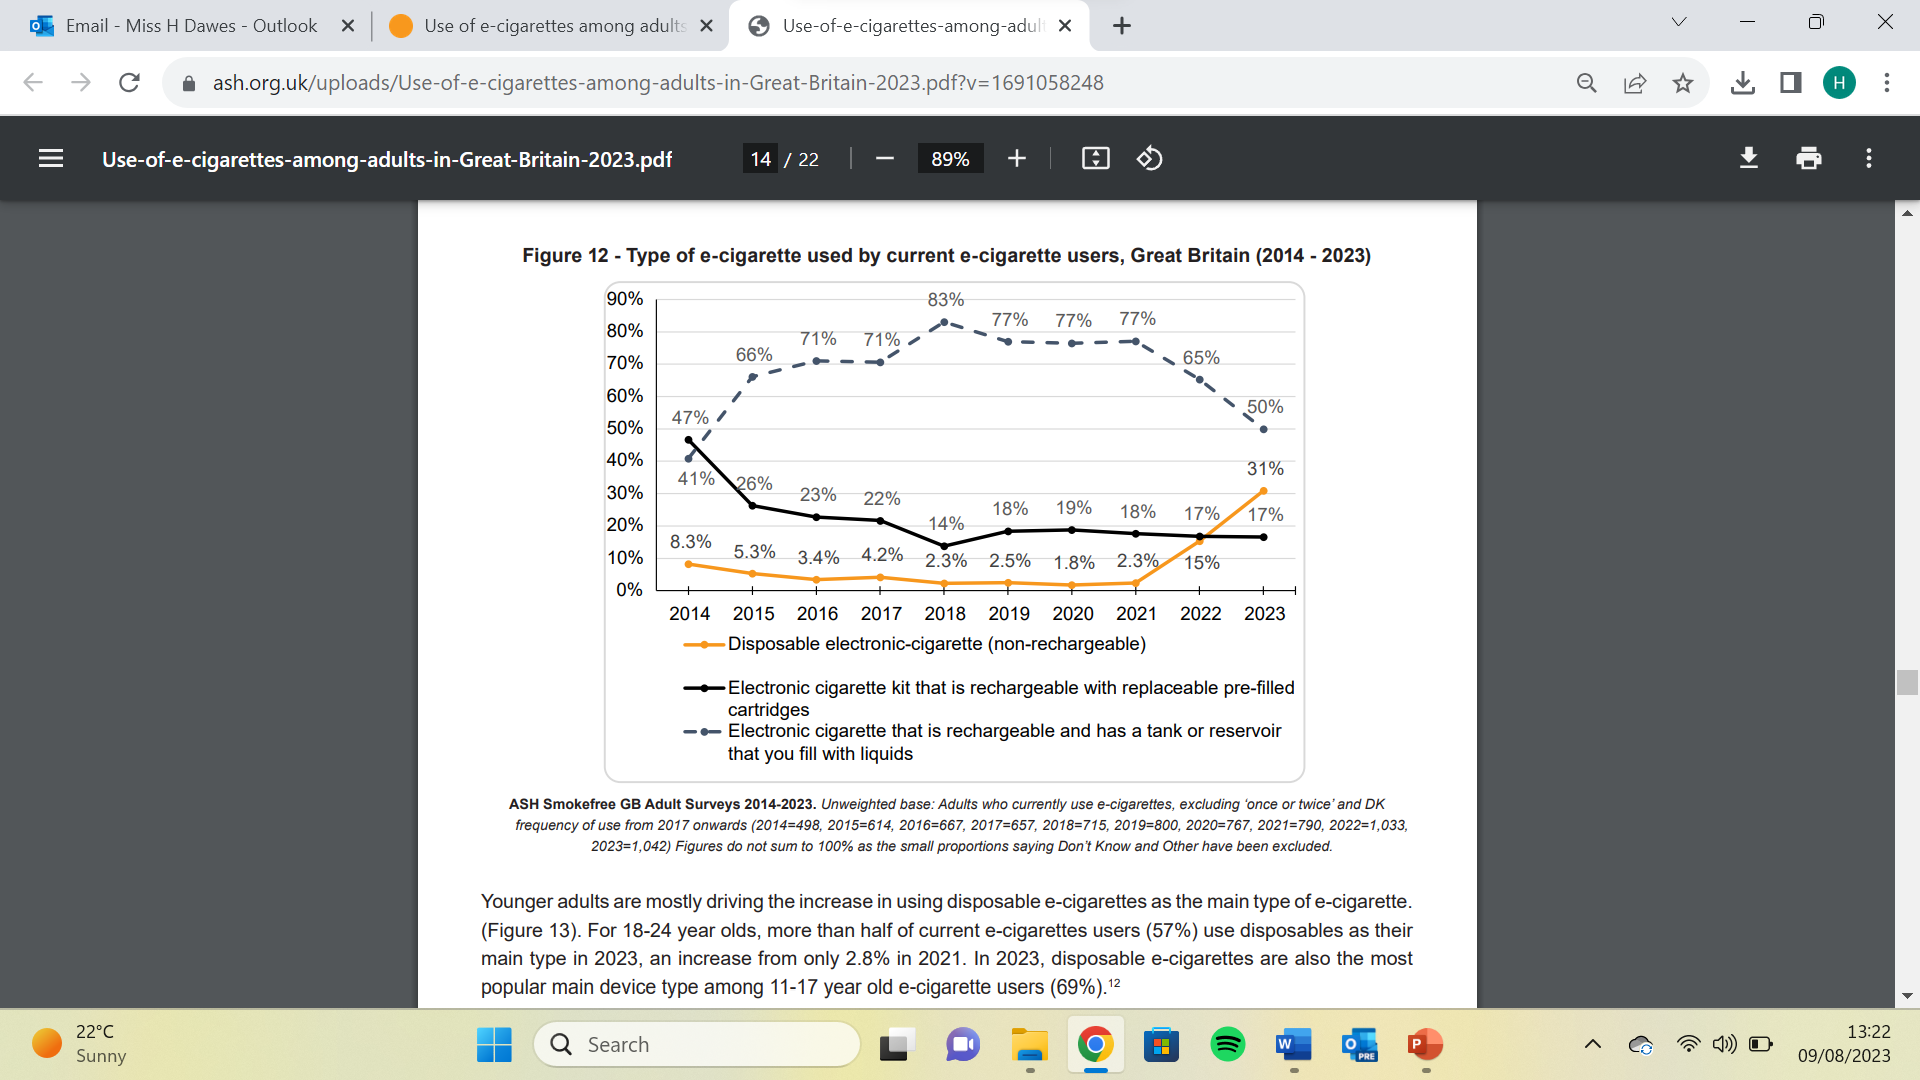 Email - Miss H Dawes - Outlook
Use of e-cigarettes among adults
Use-of-e-cigarettes-among-adult
ash.org.uk/uploads/Use-of-e-cigarettes-among-adults-in-Great-Britain-2023.pdf?v=1691058248
H
Use-of-e-cigarettes-among-adults-in-Great-Britain-2023.pdf
14 / 22
89%
Figure 12 - Type of e-cigarette used by current e-cigarette users, Great Britain (2014 - 2023)
90%
80%
70%
60%
50%
40%
30%
20%
10%
0%
41% 66% 71% 71% 83% 77% 77% 77% 65% 50%
47% 26% 23% 22% 14% 18% 19% 18% 17% 17%
8.3% 5.3% 3.4% 4.2% 2.3% 2.5% 1.8% 2.3% 15% 31%
2014 2015 2016 2017 2018 2019 2020 2021 2022 2023
Disposable electronic-cigarette (non-rechargeable)
Electronic cigarette kit that is rechargeable with replaceable pre-filled
cartridges
Electronic cigarette that is rechargeable and has a tank or reservoir
that you fill with liquids
ASH Smokefree GB Adult Surveys 2014-2023. Unweighted base: Adults who currently use e-cigarettes, excluding ‘once or twice’ and DK
frequency of use from 2017 onwards (2014=498, 2015=614, 2016=667, 2017=657, 2018=715, 2019=800, 2020=767, 2021=790, 2022=1,033,
2023=1,042) Figures do not sum to 100% as the small proportions saying Don’t Know and Other have been excluded.
Younger adults are mostly driving the increase in using disposable e-cigarettes as the main type of e-cigarette.
(Figure 13). For 18-24 year olds, more than half of current e-cigarettes users (57%) use disposables as their
main type in 2023, an increase from only 2.8% in 2021. In 2023, disposable e-cigarettes are also the most
popular main device type among 11-17 year old e-cigarette users (69%).¹²
22°C
Sunny
Search
W
O
PRE
P
13:22
09/08/2023